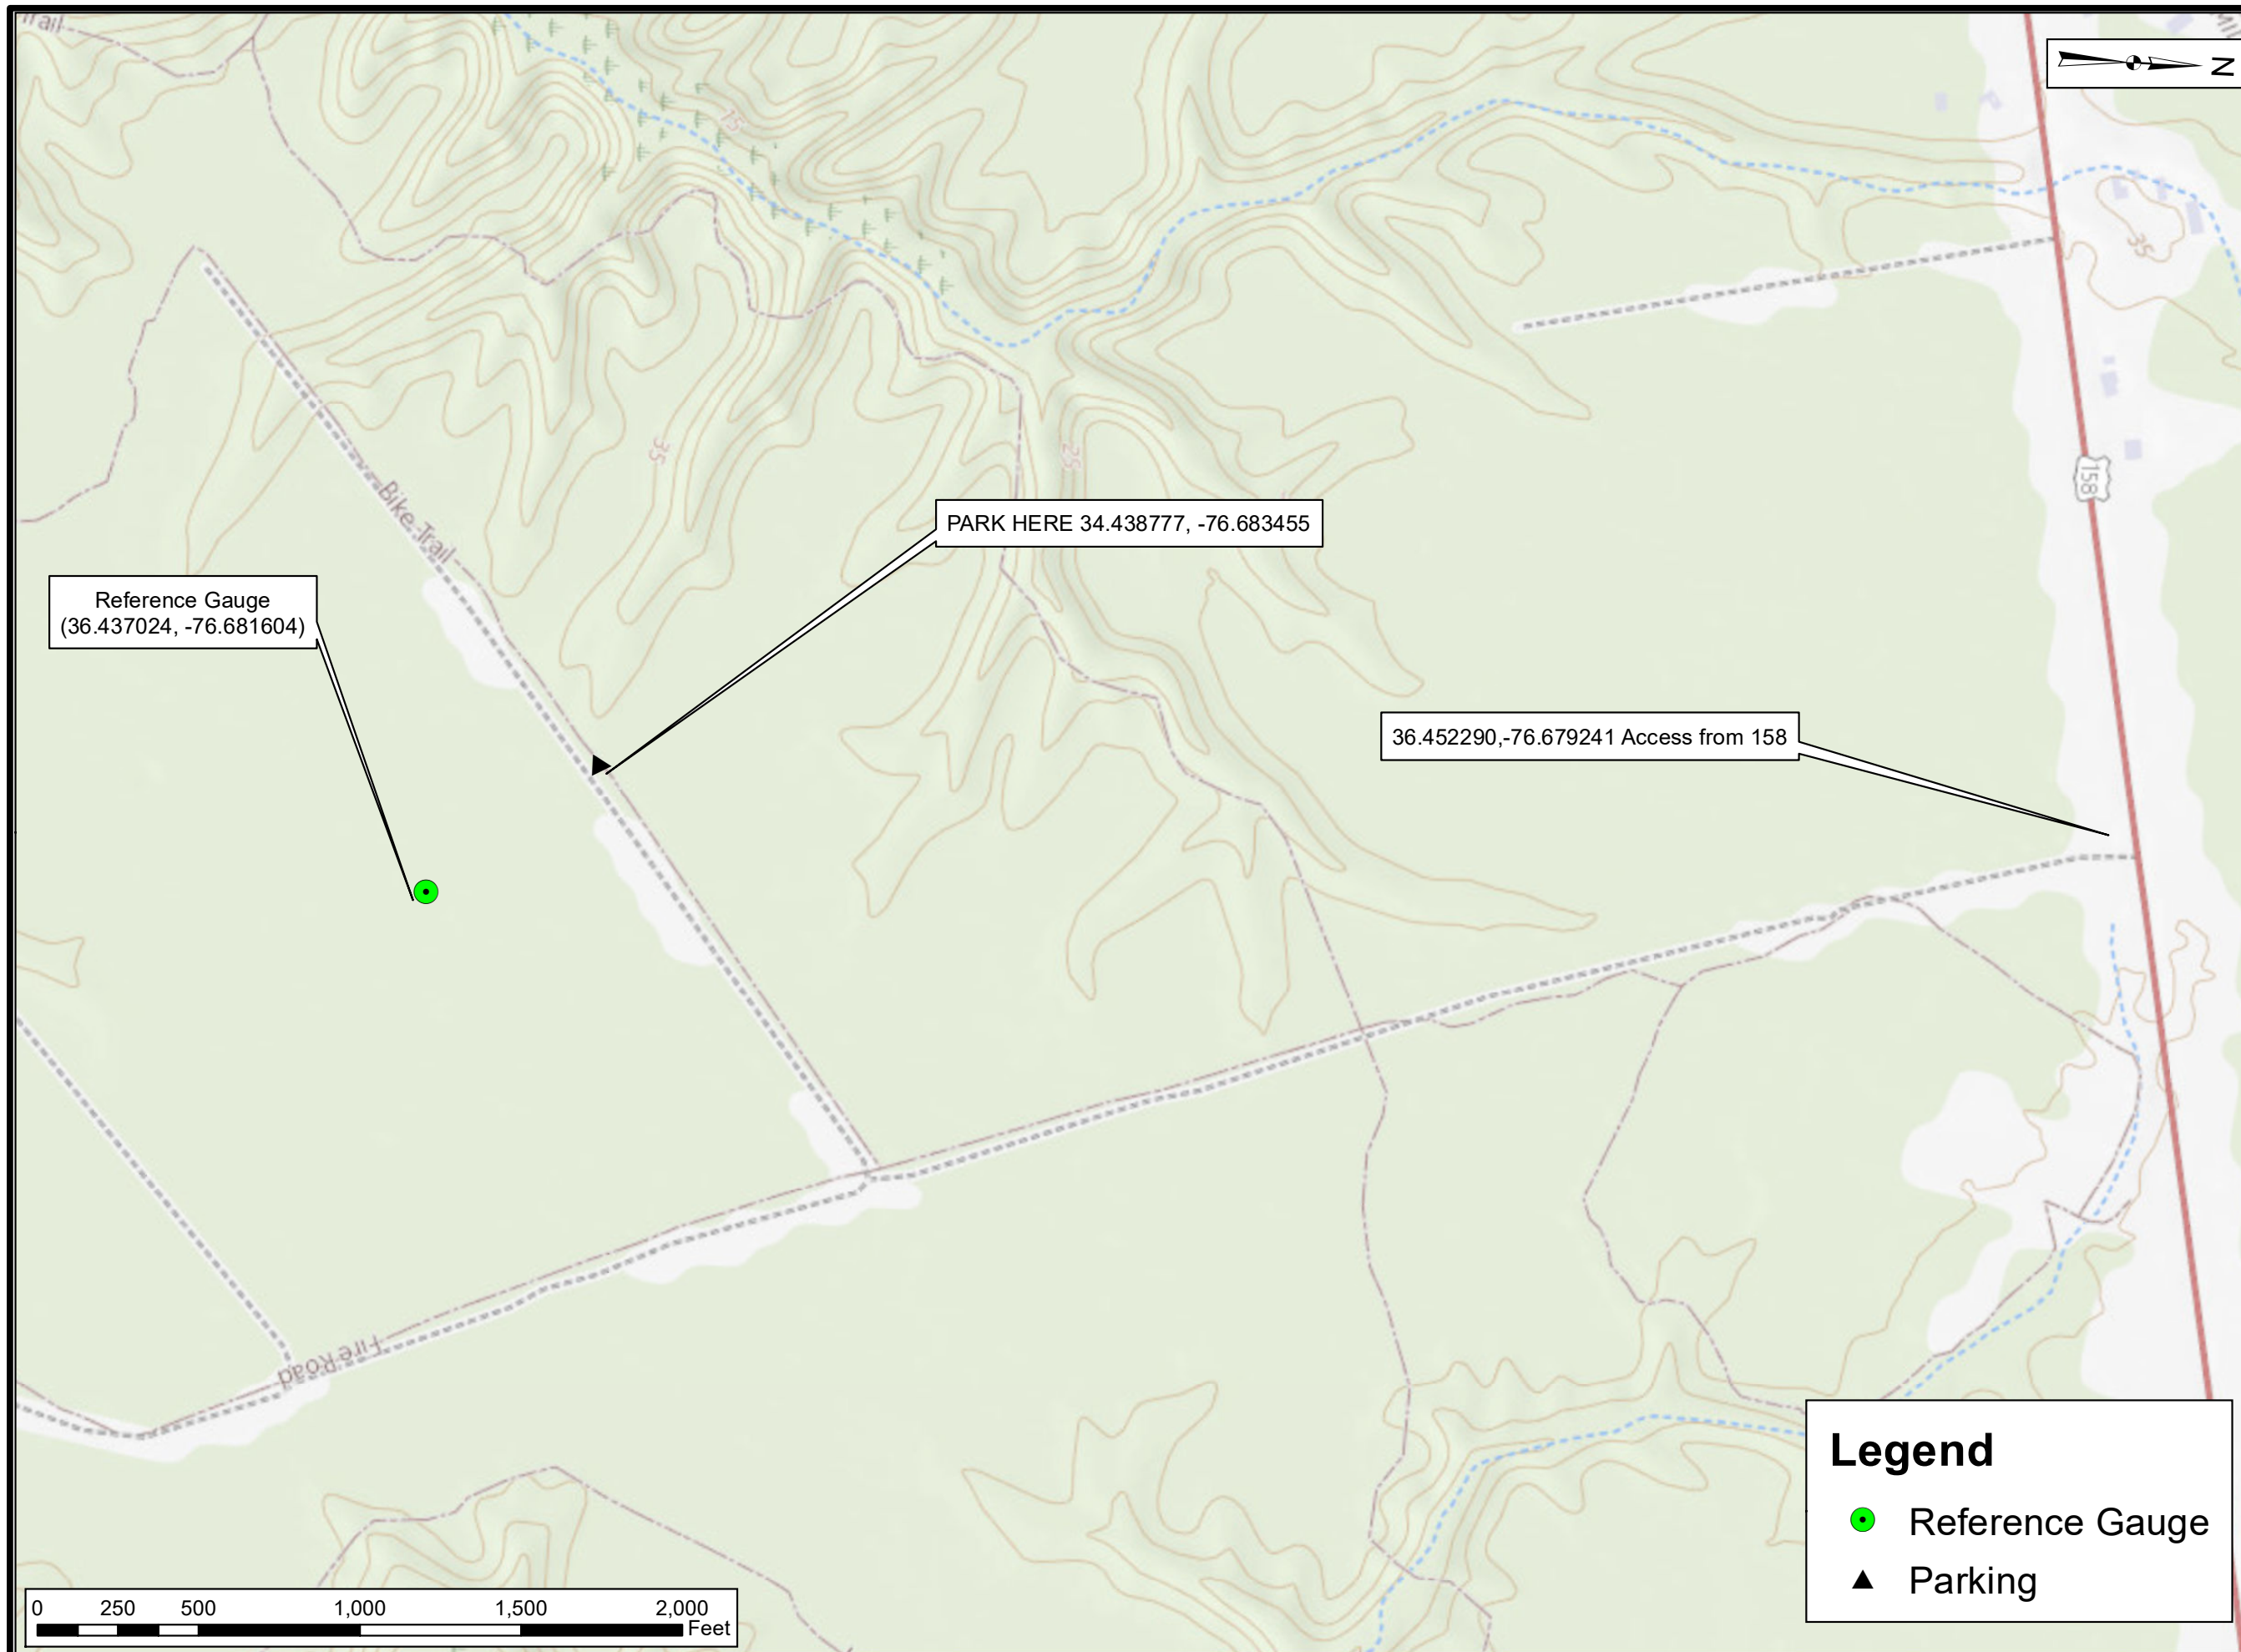 Trail
N
15
35
158
35
25
Bike Trail
PARK HERE 34.438777, -76.683455
Reference Gauge
(36.437024, -76.681604)
36.452290,-76.679241 Access from 158
Fire Road
Legend
Reference Gauge
Parking
0 250 500 1,000 1,500 2,000
Feet